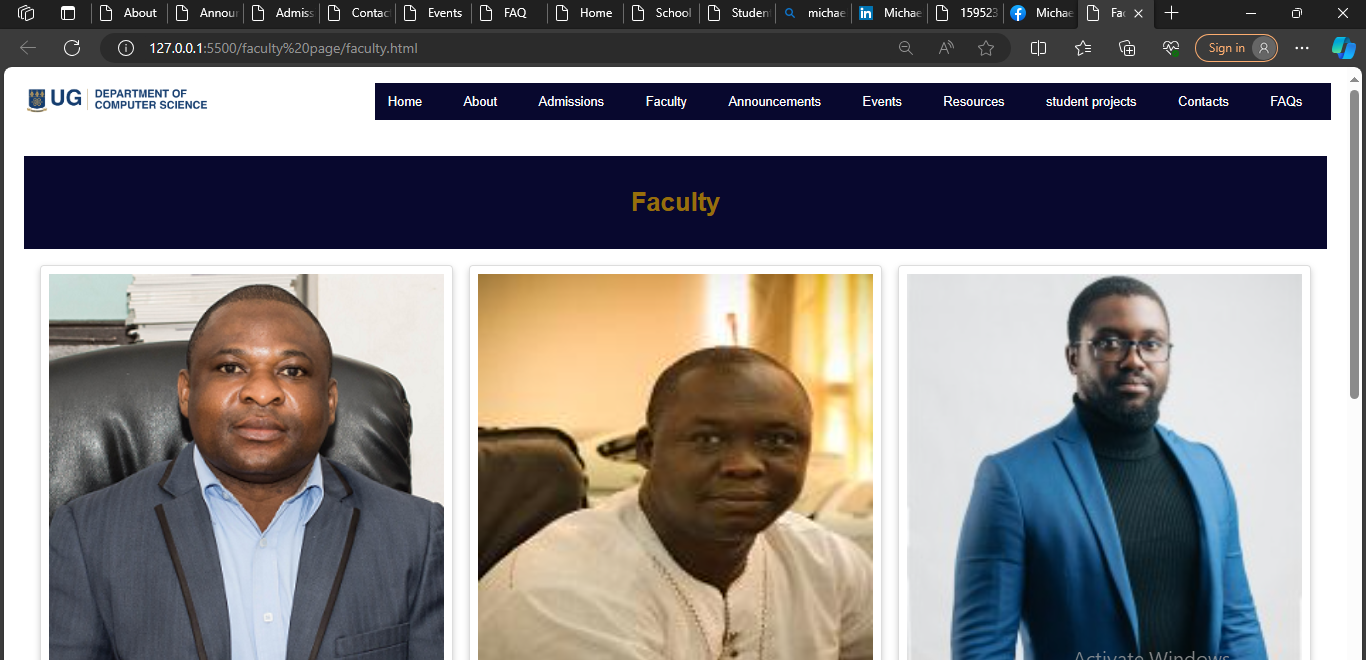 About
Annour
Admiss
Contac
Events
FAQ
Home
School
Student
michae
Michae
159523
Michae
Fac
127.0.0.1:5500/faculty%20page/faculty.html
Sign in
UG DEPARTMENT OF
COMPUTER SCIENCE
Home About Admissions Faculty Announcements Events Resources student projects Contacts FAQs
Faculty
Activate Windows